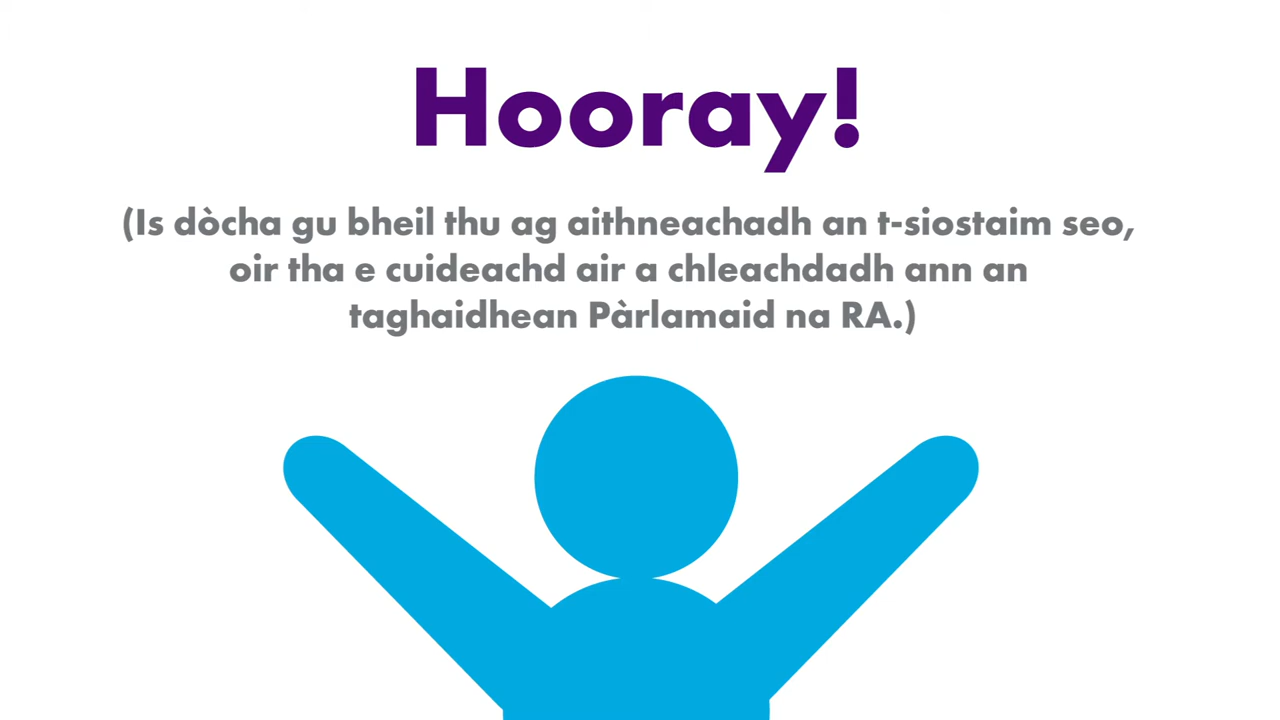 Hooray!
(Is dòcha gu bheil thu ag aithneachadh an t-siostaim seo,
oir tha e cuideachd air a chleachdadh ann an
taghaidhean Pàrlamaid na RA.)